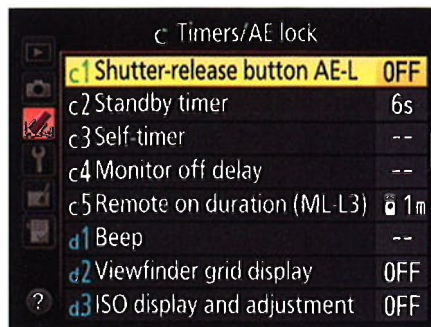 c Timers/AE lock
c1 Shutter-release button AE-L OFF
c2 Standby timer 6s
c3 Self-timer --
c4 Monitor off delay --
c5 Remote on duration (ML-L3) 1m
d1 Beep --
d2 Viewfinder grid display OFF
? d3 ISO display and adjustment OFF